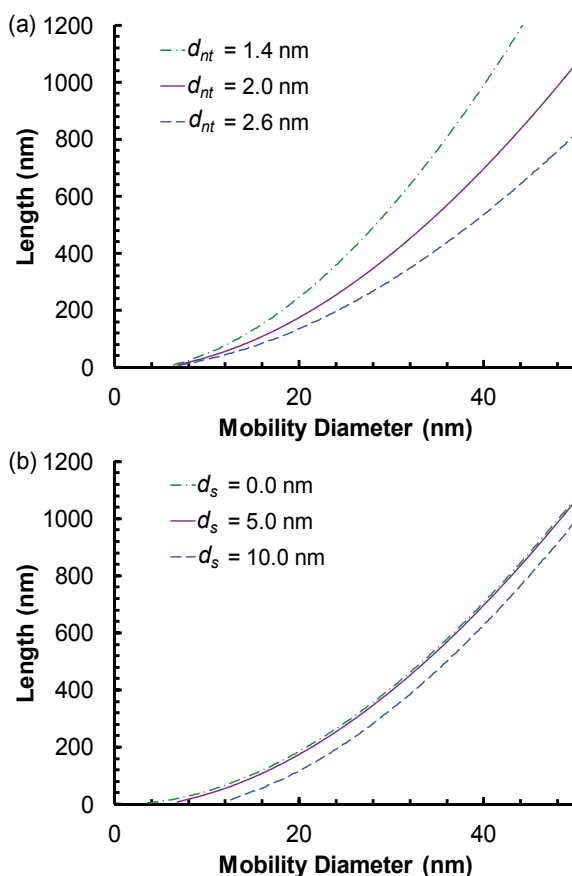 (a)
1200
1000
800
600
400
200
0
d_nt = 1.4 nm
d_nt = 2.0 nm
d_nt = 2.6 nm
Length (nm)
0 20 40
Mobility Diameter (nm)
(b)
1200
1000
800
600
400
200
0
d_s = 0.0 nm
d_s = 5.0 nm
d_s = 10.0 nm
Length (nm)
0 20 40
Mobility Diameter (nm)